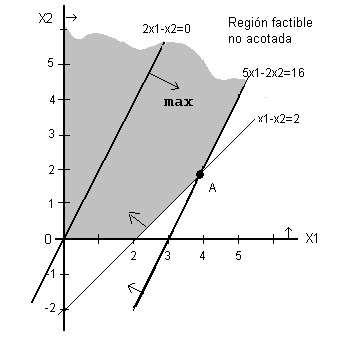 X2
2x1-x2=0
Región factible
no acotada
5x1-2x2=16
max
x1-x2=2
A
X1
5
4
3
2
1
0
-1
-2
2
3
4
5